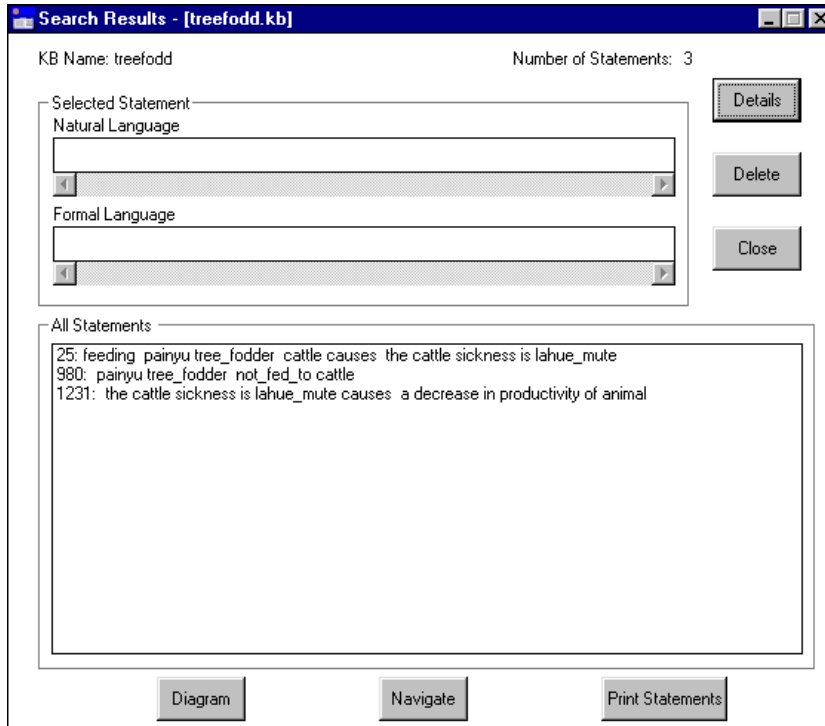 Search Results - [treefodd.kb]
KB Name: treefodd Number of Statements: 3
Selected Statement
Natural Language
Formal Language
Details
Delete
Close
All Statements
25: feeding painyu tree_fodder cattle causes the cattle sickness is lahue_mute
980: painyu tree_fodder not_fed_to cattle
1231: the cattle sickness is lahue_mute causes a decrease in productivity of animal
Diagram Navigate Print Statements